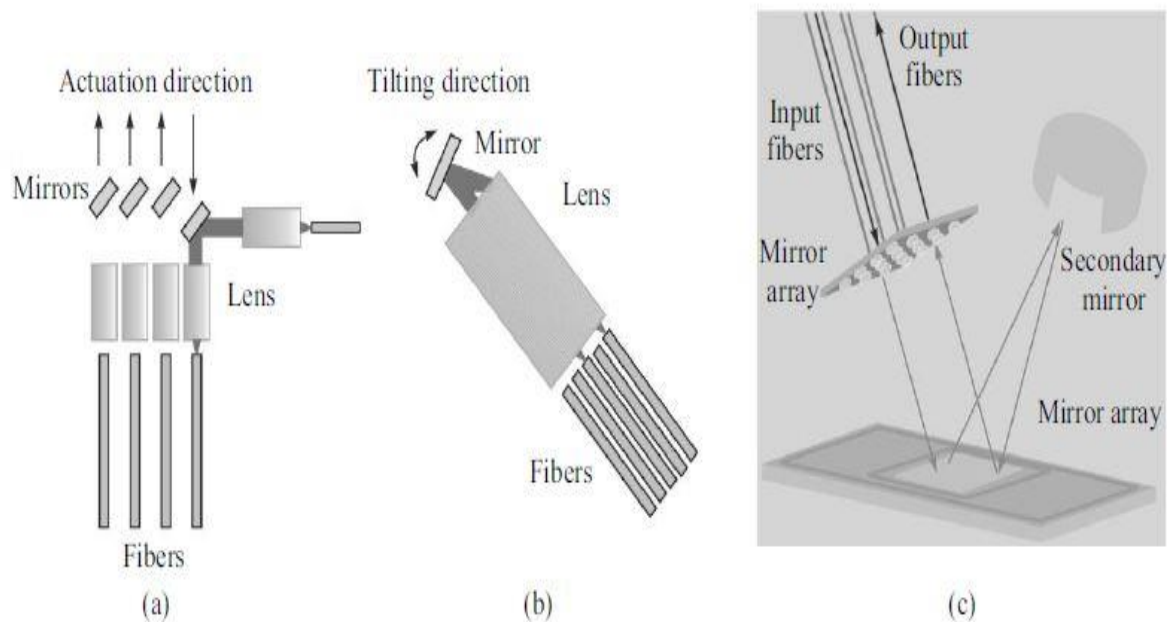 Actuation direction
Mirrors
Lens
Fibers
(a)
Tilting direction
Mirror
Lens
Fibers
(b)
Output
fibers
Input
fibers
Mirror
array
Secondary
mirror
Mirror array
(c)